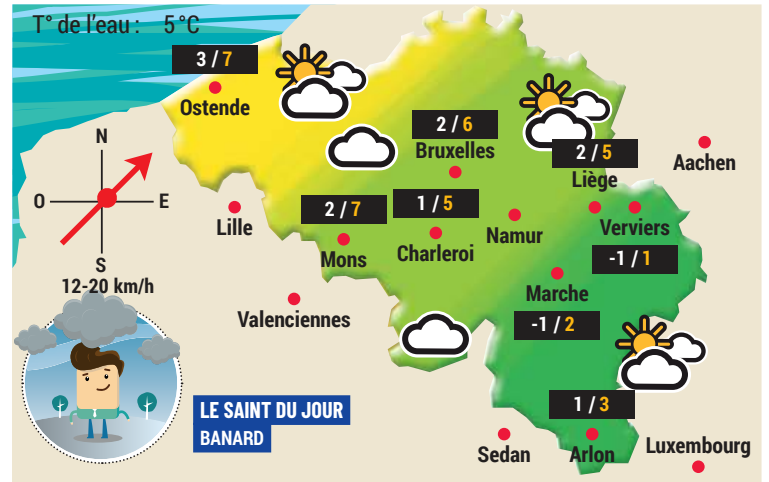 T° de l'eau : 5 °C
3 / 7
Ostende
2 / 6
Bruxelles
2 / 5
Liège
Aachen
N
O
E
S
12-20 km/h
Lille
2 / 7
Mons
1 / 5
Charleroi
Namur
Verviers
-1 / 1
Marche
-1 / 2
Valenciennes
LE SAINT DU JOUR
BANARD
1 / 3
Sedan
Arlon
Luxembourg